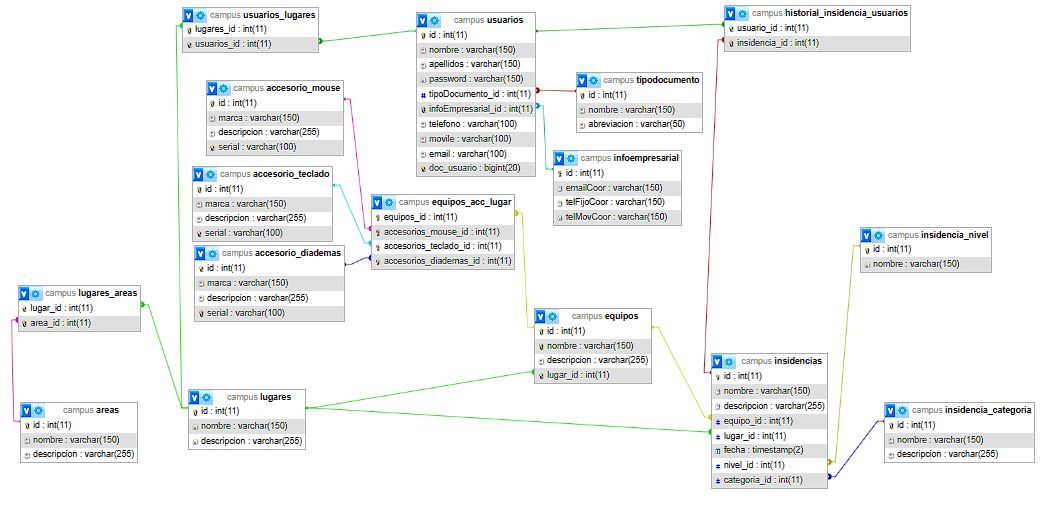 campus usuarios_lugares
lugares_id : int(11)
usuarios_id : int(11)
campus usuarios
id : int(11)
nombre : varchar(150)
apellidos : varchar(150)
password : varchar(150)
tipoDocumento_id : int(11)
infoEmpresarial_id : int(11)
telefono : varchar(100)
movile : varchar(100)
email : varchar(100)
doc_usuario : bigint(20)
campus historial_insidencia_usuarios
usuario_id : int(11)
insidencia_id : int(11)
campus accesorio_mouse
id : int(11)
marca : varchar(150)
descripcion : varchar(255)
serial : varchar(100)
campus tipodocumento
id : int(11)
nombre : varchar(150)
abreviacion : varchar(50)
campus infoempresarial
id : int(11)
emailCoor : varchar(150)
telFijoCoor : varchar(150)
telMovCoor : varchar(150)
campus accesorio_teclado
id : int(11)
marca : varchar(150)
descripcion : varchar(255)
serial : varchar(100)
campus equipos_acc_lugar
equipos_id : int(11)
accesorios_mouse_id : int(11)
accesorios_teclado_id : int(11)
accesorios_diademas_id : int(11)
campus accesorio_diademas
id : int(11)
marca : varchar(150)
descripcion : varchar(255)
serial : varchar(100)
campus insidencia_nivel
id : int(11)
nombre : varchar(150)
campus lugares_areas
lugar_id : int(11)
area_id : int(11)
campus equipos
id : int(11)
nombre : varchar(150)
descripcion : varchar(255)
lugar_id : int(11)
campus insidencias
id : int(11)
nombre : varchar(150)
descripcion : varchar(255)
equipo_id : int(11)
lugar_id : int(11)
fecha : timestamp(2)
nivel_id : int(11)
categoria_id : int(11)
campus areas
id : int(11)
nombre : varchar(150)
descripcion : varchar(255)
campus lugares
id : int(11)
nombre : varchar(150)
descripcion : varchar(255)
campus insidencia_categoria
id : int(11)
nombre : varchar(150)
descripcion : varchar(255)